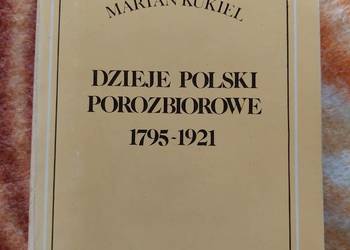 MARIAN KUKIEL
DZIEJE POLSKI
POROZBIOROWE
1795-1921